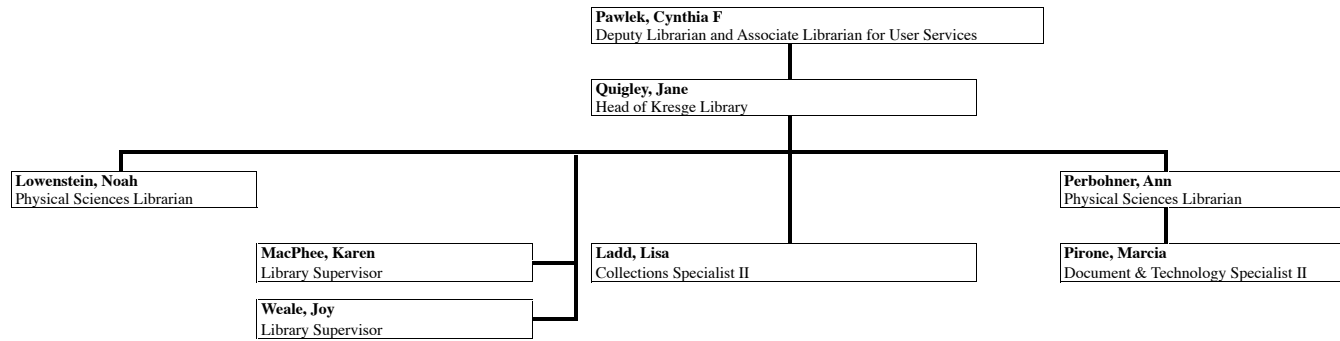 Pawlek, Cynthia F
Deputy Librarian and Associate Librarian for User Services
Quigley, Jane
Head of Kresge Library
Lowenstein, Noah
Physical Sciences Librarian
Perbohner, Ann
Physical Sciences Librarian
MacPhee, Karen
Library Supervisor
Ladd, Lisa
Collections Specialist II
Pirone, Marcia
Document & Technology Specialist II
Weale, Joy
Library Supervisor